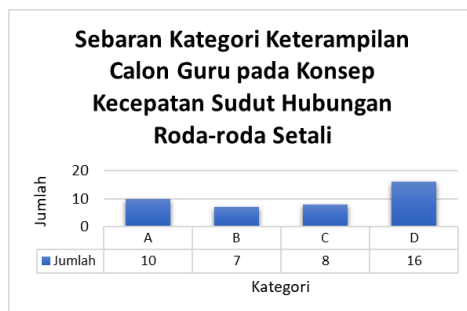 Sebaran Kategori Keterampilan
Calon Guru pada Konsep
Kecepatan Sudut Hubungan
Roda-roda Setali
20
10
0
Jumlah
A B C D
Jumlah 10 7 8 16
Kategori